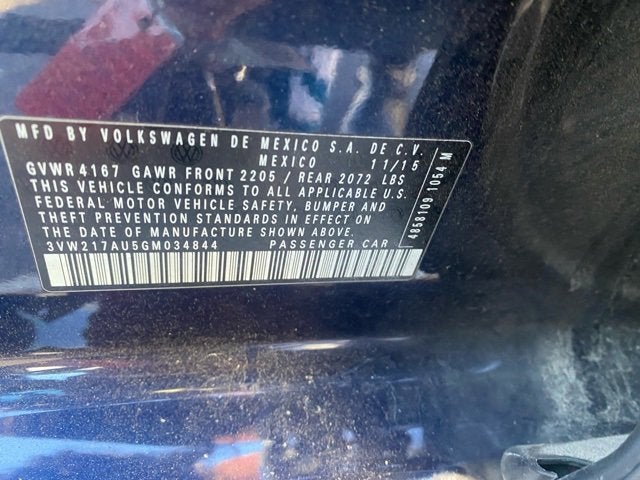 MFD BY VOLKSWAGEN DE MEXICO S.A. DE C.V.
MEXICO 11/15
GVWR 4167 GAWR FRONT 2205 / REAR 2072 LBS
THIS VEHICLE CONFORMS TO ALL APPLICABLE U.S.
FEDERAL MOTOR VEHICLE SAFETY, BUMPER AND
THEFT PREVENTION STANDARDS IN EFFECT ON
THE DATE OF MANUFACTURE SHOWN ABOVE.
3VW217AU5GM034844 PASSENGER CAR
4858109 1054 M